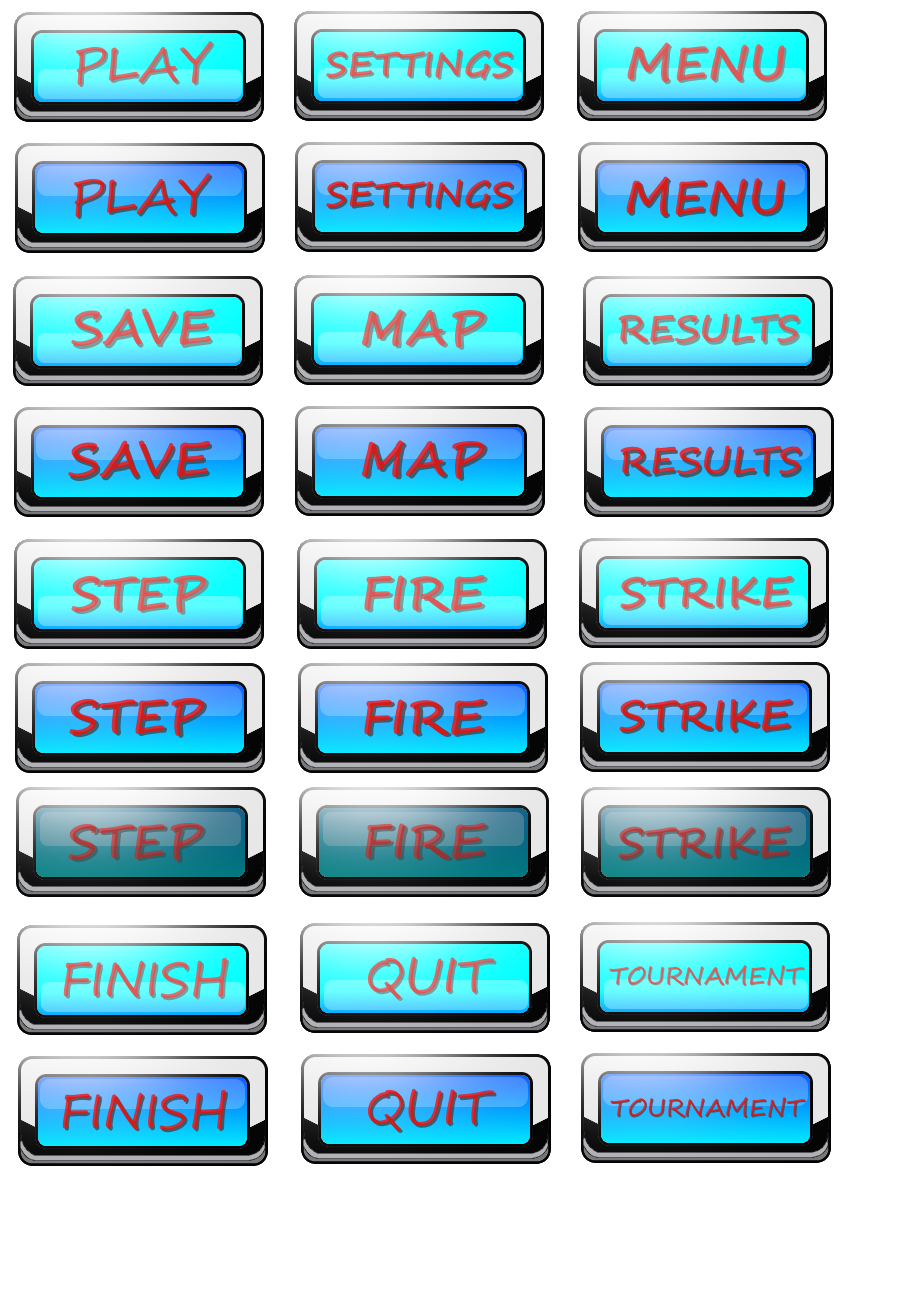 PLAY SETTINGS MENU
PLAY SETTINGS MENU
SAVE MAP RESULTS
SAVE MAP RESULTS
STEP FIRE STRIKE
STEP FIRE STRIKE
STEP FIRE STRIKE
FINISH QUIT TOURNAMENT
FINISH QUIT TOURNAMENT